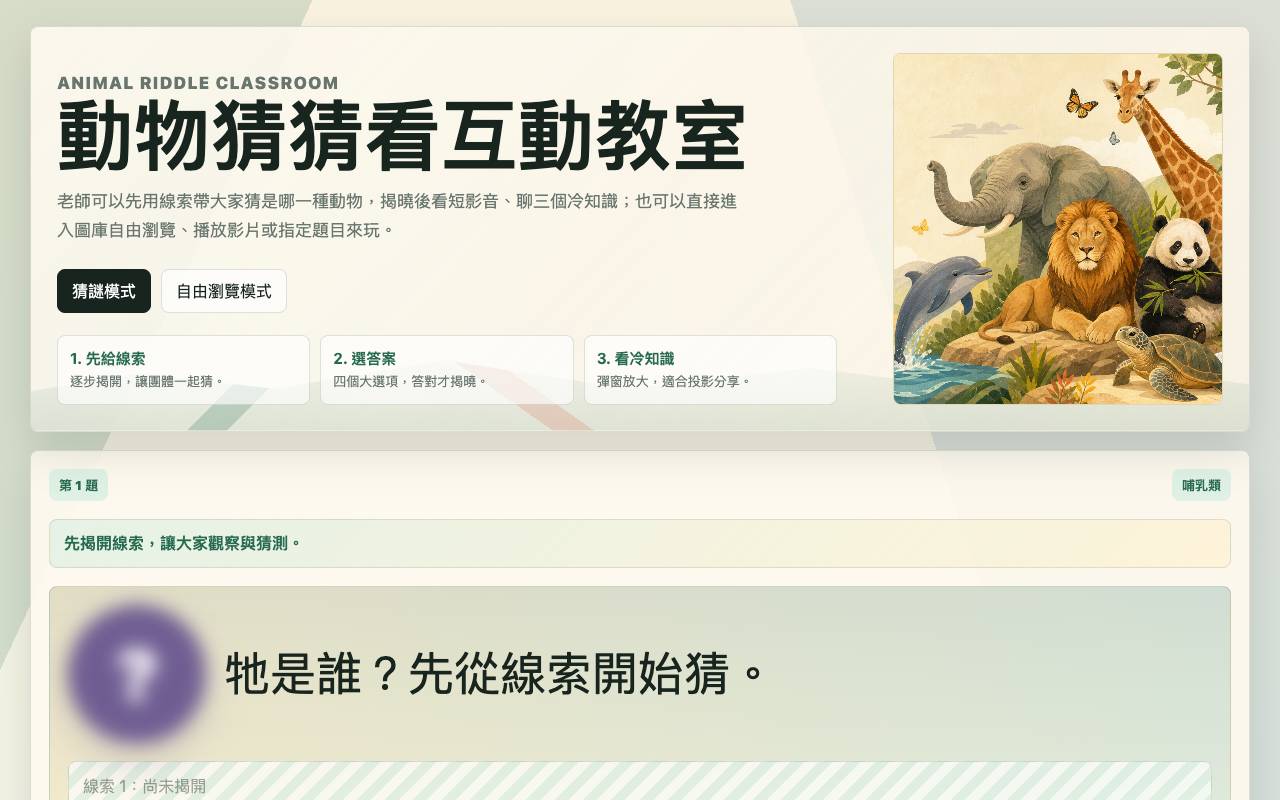 ANIMAL RIDDLE CLASSROOM
動物猜猜看互動教室
老師可以先用線索帶大家猜是哪一種動物，揭曉後看短影音、聊三個冷知識；也可以直接進
入圖庫自由瀏覽、播放影片或指定題目來玩。
猜謎模式
自由瀏覽模式
1. 先給線索
逐步揭開，讓團體一起猜。
2. 選答案
四個大選項，答對才揭曉。
3. 看冷知識
彈窗放大，適合投影分享。
第 1 題
哺乳類
先揭開線索，讓大家觀察與猜測。
?
牠是誰？先從線索開始猜。
線索 1：尚未揭開